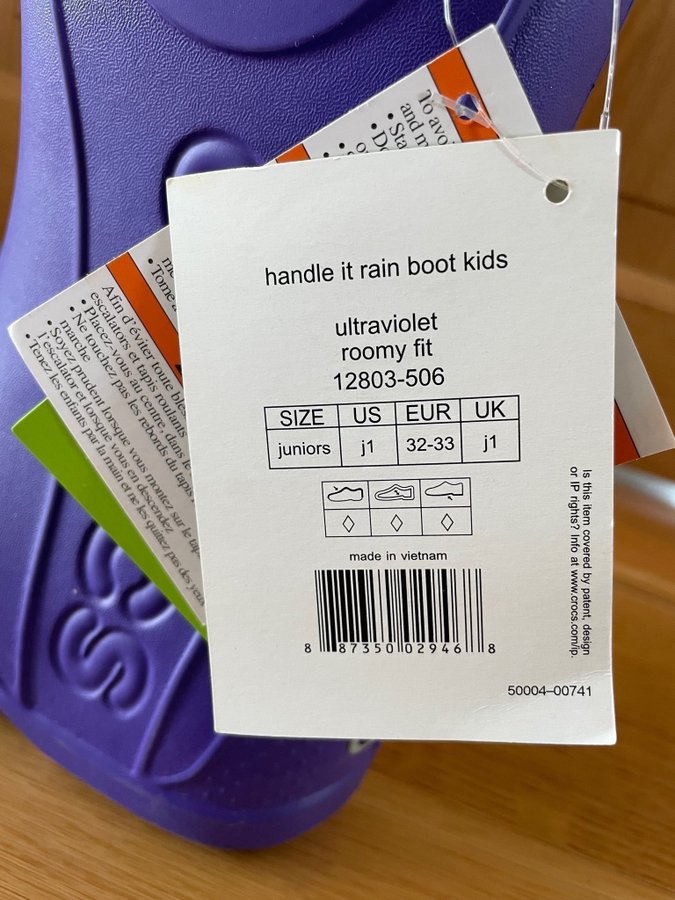 handle it rain boot kids
ultraviolet
roomy fit
12803-506
SIZE US EUR UK
juniors j1 32-33 j1
made in vietnam
8 87350 02946 8
50004-00741
Is this item covered by patent, design
or IP rights? Info at www.crocs.com/ip.
To avoi
and m
• Sta
• Do
Afin d'éviter toute bles
escalators et tapis roulants
• Placez-vous au centre, dans le
• Ne touchez pas les rebords du tapis
marche
• Soyez prudent lorsque vous montez sur le tap
l'escalator et lorsque vous en descendez
• Tenez les enfants par la main et ne les quittez pas des yeux
• Tome